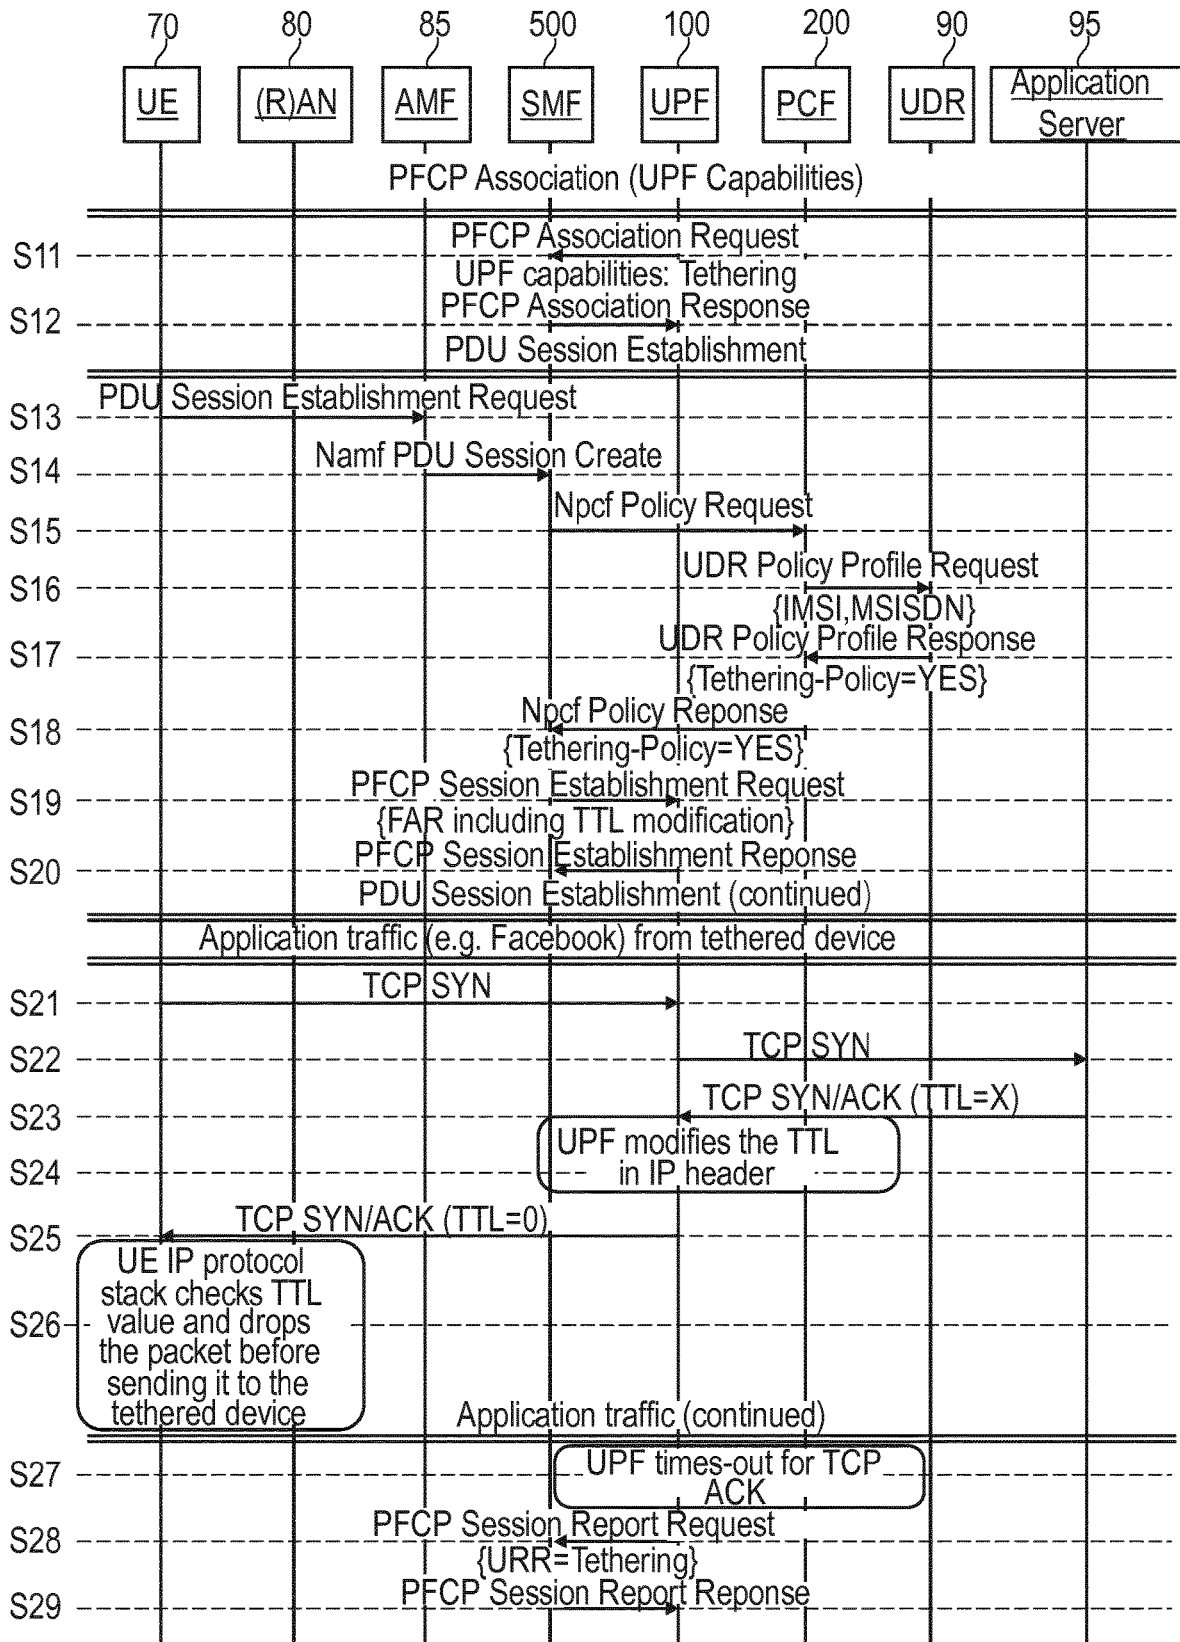 70 80 85 500 100 200 90 95
UE (R)AN AMF SMF UPF PCF UDR Application
Server
PFCP Association (UPF Capabilities)
PFCP Association Request
S11
UPF capabilities: Tethering
PFCP Association Response
S12
PDU Session Establishment
PDU Session Establishment Request
S13
Namf PDU Session Create
S14
Npcf Policy Request
S15
UDR Policy Profile Request
S16
{IMSI,MSISDN}
UDR Policy Profile Response
S17
{Tethering-Policy=YES}
Npcf Policy Reponse
S18
{Tethering-Policy=YES}
PFCP Session Establishment Request
S19
{FAR including TTL modification}
PFCP Session Establishment Reponse
S20
PDU Session Establishment (continued)
Application traffic (e.g. Facebook) from tethered device
TCP SYN
S21
TCP SYN
S22
TCP SYN/ACK (TTL=X)
S23
UPF modifies the TTL
in IP header
S24
TCP SYN/ACK (TTL=0)
S25
UE IP protocol
stack checks TTL
value and drops
S26
the packet before
sending it to the
tethered device
Application traffic (continued)
UPF times-out for TCP
S27
ACK
PFCP Session Report Request
S28
{URR=Tethering}
PFCP Session Report Reponse
S29